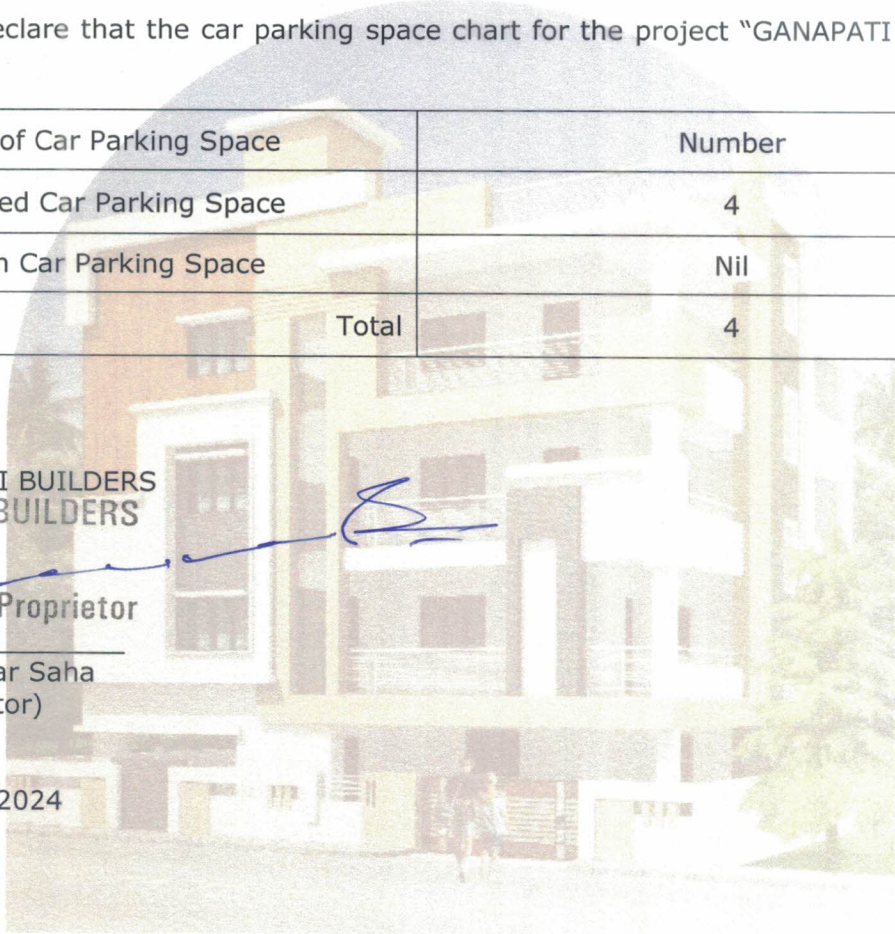 eclare that the car parking space chart for the project “GANAPATI
of Car Parking Space Number
ed Car Parking Space 4
n Car Parking Space Nil
Total 4
I BUILDERS
BUILDERS
Proprietor
ar Saha
tor)
2024